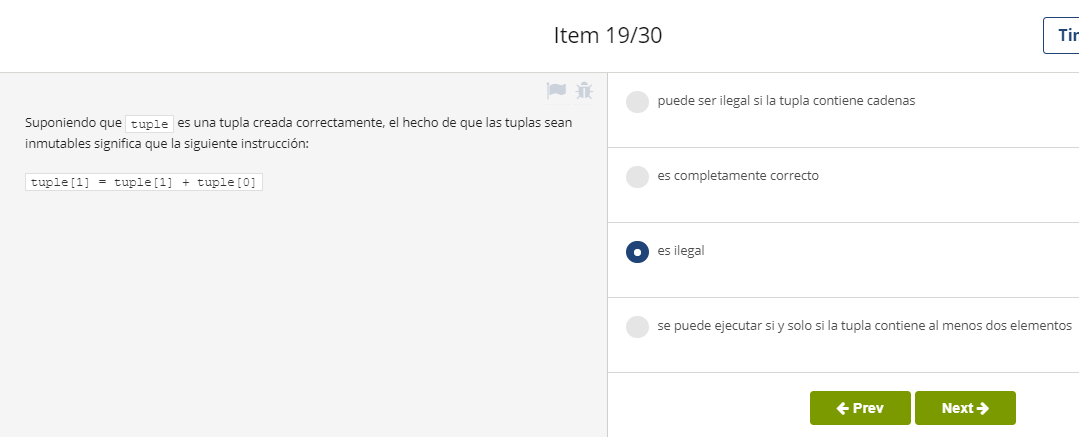 Item 19/30
Suponiendo que tuple es una tupla creada correctamente, el hecho de que las tuplas sean
inmutables significa que la siguiente instrucción:
tuple[1] = tuple[1] + tuple[0]
puede ser ilegal si la tupla contiene cadenas
es completamente correcto
es ilegal
se puede ejecutar si y solo si la tupla contiene al menos dos elementos
Prev
Next